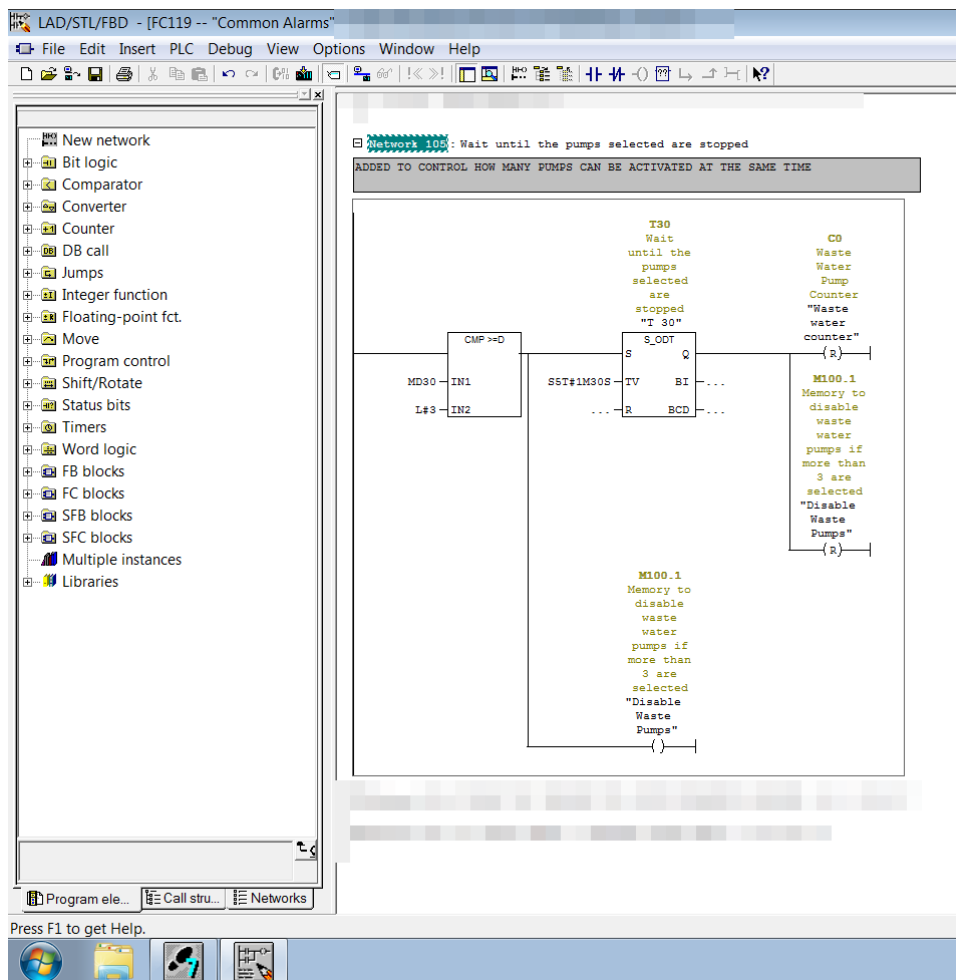 LAD/STL/FBD - [FC119 -- "Common Alarms"
File Edit Insert PLC Debug View Options Window Help
New network
Bit logic
Comparator
Converter
Counter
DB call
Jumps
Integer function
Floating-point fct.
Move
Program control
Shift/Rotate
Status bits
Timers
Word logic
FB blocks
FC blocks
SFB blocks
SFC blocks
Multiple instances
Libraries
Program ele... Call stru... Networks
Network 105: Wait until the pumps selected are stopped
ADDED TO CONTROL HOW MANY PUMPS CAN BE ACTIVATED AT THE SAME TIME
CMP >=D
MD30 IN1
L#3 IN2
T30
Wait
until the
pumps
selected
are
stopped
"T 30"
S_ODT
S Q
S5T#1M30S TV BI ...
... R BCD ...
C0
Waste
Water
Pump
Counter
"Waste
water
counter"
(R)
M100.1
Memory to
disable
waste
water
pumps if
more than
3 are
selected
"Disable
Waste
Pumps"
(R)
M100.1
Memory to
disable
waste
water
pumps if
more than
3 are
selected
"Disable
Waste
Pumps"
( )
Press F1 to get Help.